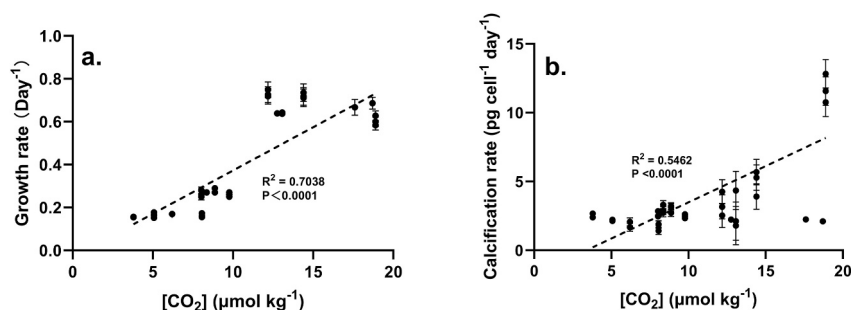 a.
Growth rate (Day⁻¹)
1.0
0.8
0.6
0.4
0.2
0.0
R² = 0.7038
P＜0.0001
0
5
10
15
20
[CO₂] (μmol kg⁻¹)
b.
Calcification rate (pg cell⁻¹ day⁻¹)
15
10
5
0
R² = 0.5462
P <0.0001
0
5
10
15
20
[CO₂] (μmol kg⁻¹)